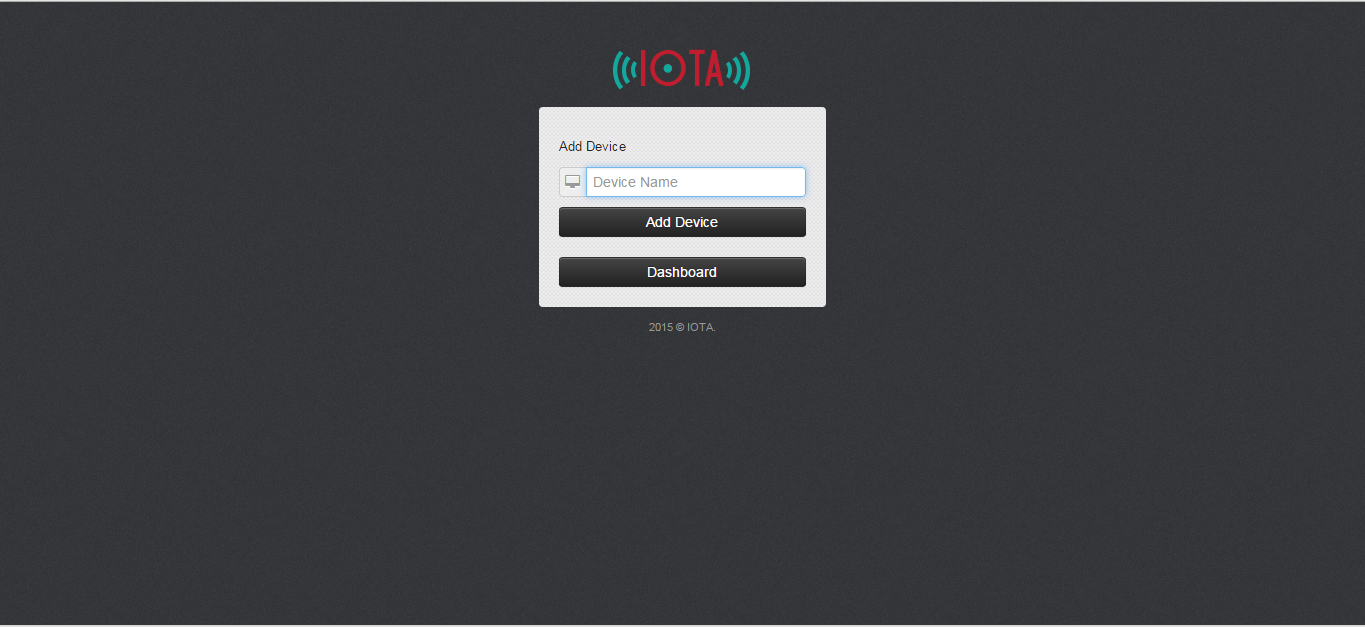 IOTA
Add Device
Device Name
Add Device
Dashboard
2015 © IOTA.